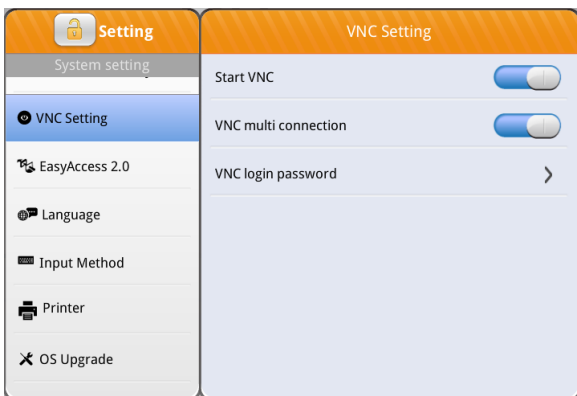 Setting
System setting
VNC Setting
EasyAccess 2.0
Language
Input Method
Printer
OS Upgrade
VNC Setting
Start VNC
VNC multi connection
VNC login password